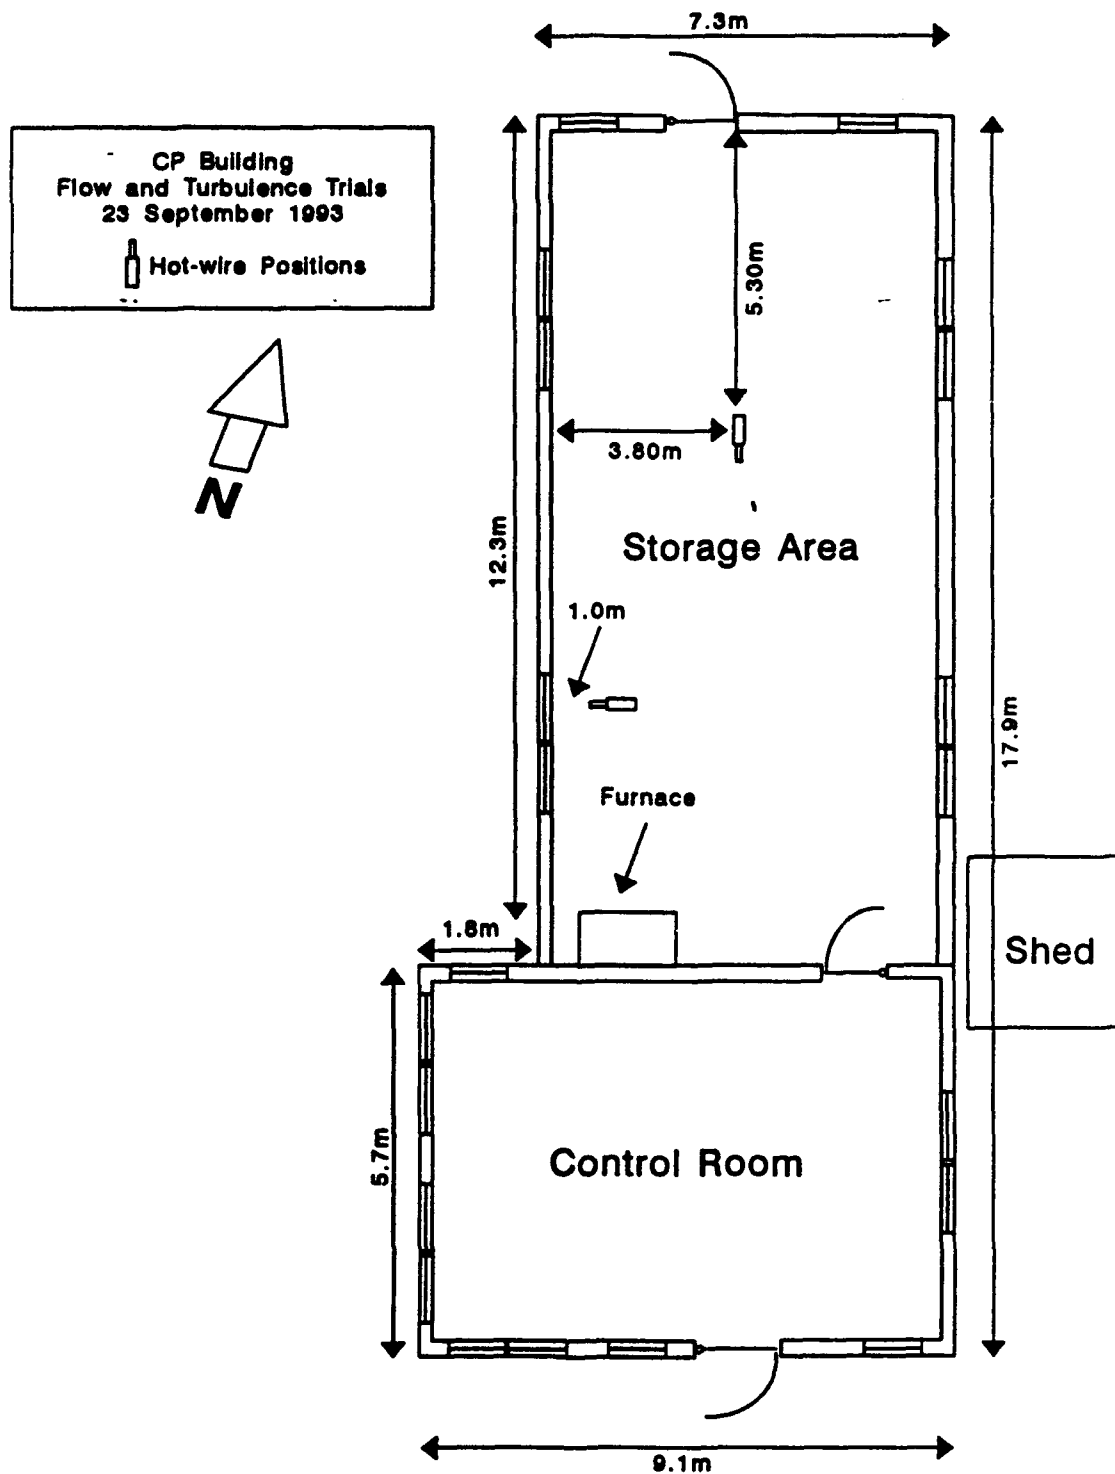 7.3m
CP Building
Flow and Turbulence Trials
23 September 1993
Hot-wire Positions
N
5.30m
3.80m
12.3m
Storage Area
1.0m
17.9m
Furnace
1.8m
Shed
5.7m
Control Room
9.1m